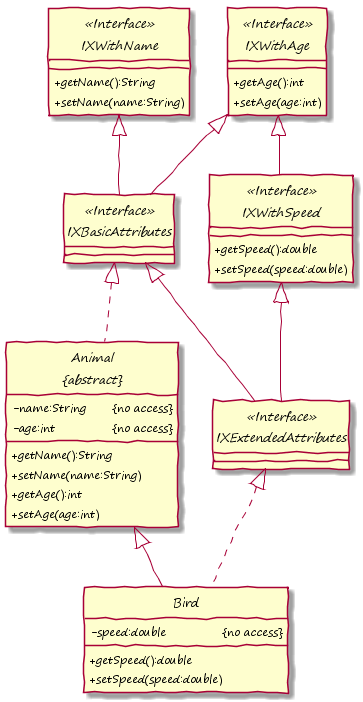 <<Interface>>
IXWithName
+getName():String
+setName(name:String)
<<Interface>>
IXWithAge
+getAge():int
+setAge(age:int)
<<Interface>>
IXBasicAttributes
<<Interface>>
IXWithSpeed
+getSpeed():double
+setSpeed(speed:double)
Animal
{abstract}
-name:String {no access}
-age:int {no access}
+getName():String
+setName(name:String)
+getAge():int
+setAge(age:int)
<<Interface>>
IXExtendedAttributes
Bird
-speed:double {no access}
+getSpeed():double
+setSpeed(speed:double)